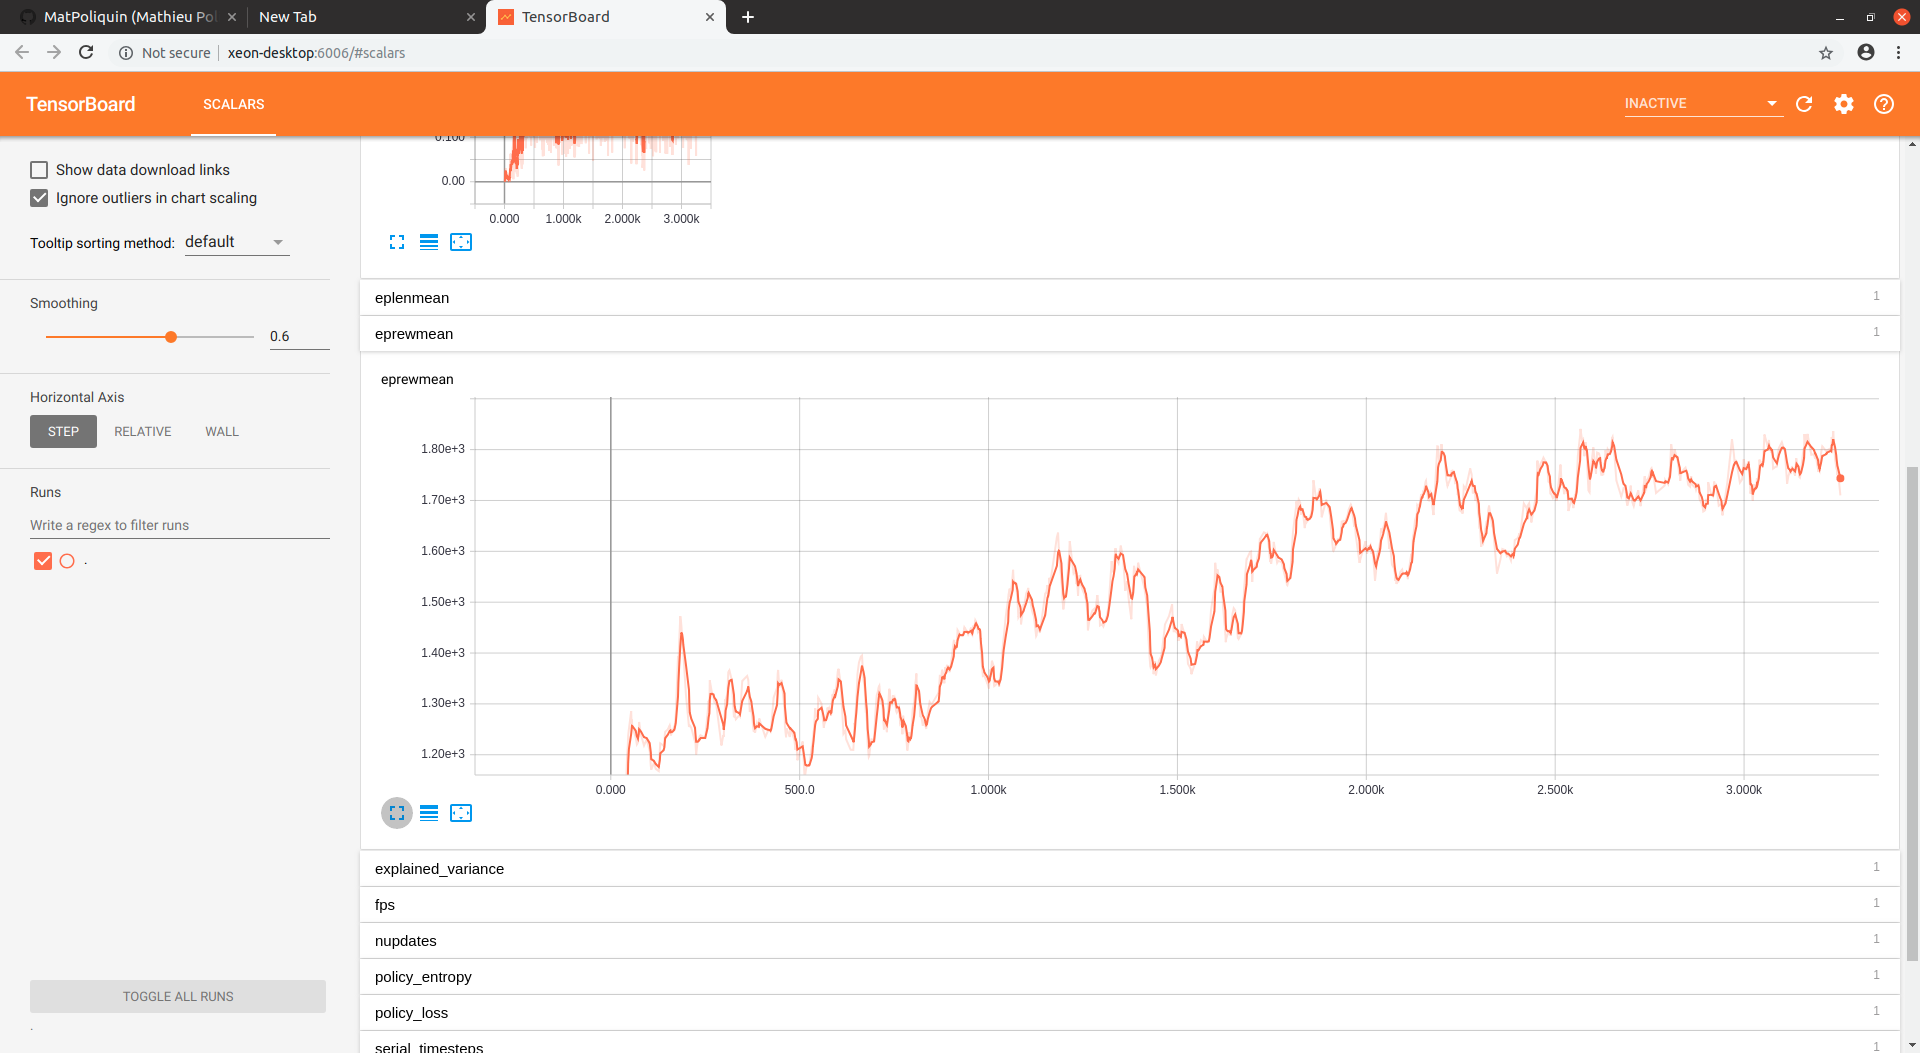 MatPoliquin (Mathieu Pol
New Tab
TensorBoard
Not secure
xeon-desktop:6006/#scalars
TensorBoard
SCALARS
INACTIVE
Show data download links
Ignore outliers in chart scaling
Tooltip sorting method: default
Smoothing
0.6
Horizontal Axis
STEP RELATIVE WALL
Runs
Write a regex to filter runs
.
TOGGLE ALL RUNS
.
0.100
0.00
0.000 1.000k 2.000k 3.000k
eplenmean 1
eprewmean 1
eprewmean
1.80e+3
1.70e+3
1.60e+3
1.50e+3
1.40e+3
1.30e+3
1.20e+3
0.000 500.0 1.000k 1.500k 2.000k 2.500k 3.000k
explained_variance 1
fps 1
nupdates 1
policy_entropy 1
policy_loss 1
serial_timesteps 1